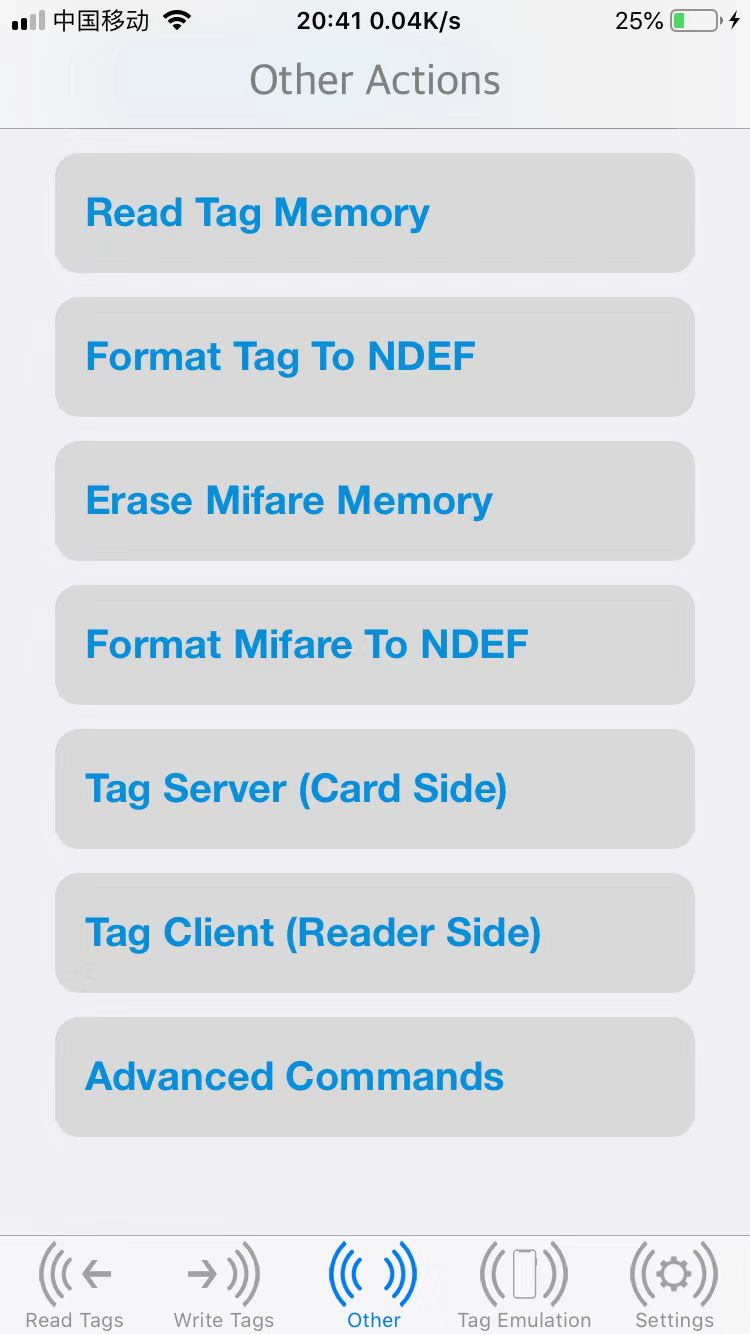 中国移动 20:41 0.04K/s 25%
Other Actions
Read Tag Memory
Format Tag To NDEF
Erase Mifare Memory
Format Mifare To NDEF
Tag Server (Card Side)
Tag Client (Reader Side)
Advanced Commands
Read Tags Write Tags Other Tag Emulation Settings